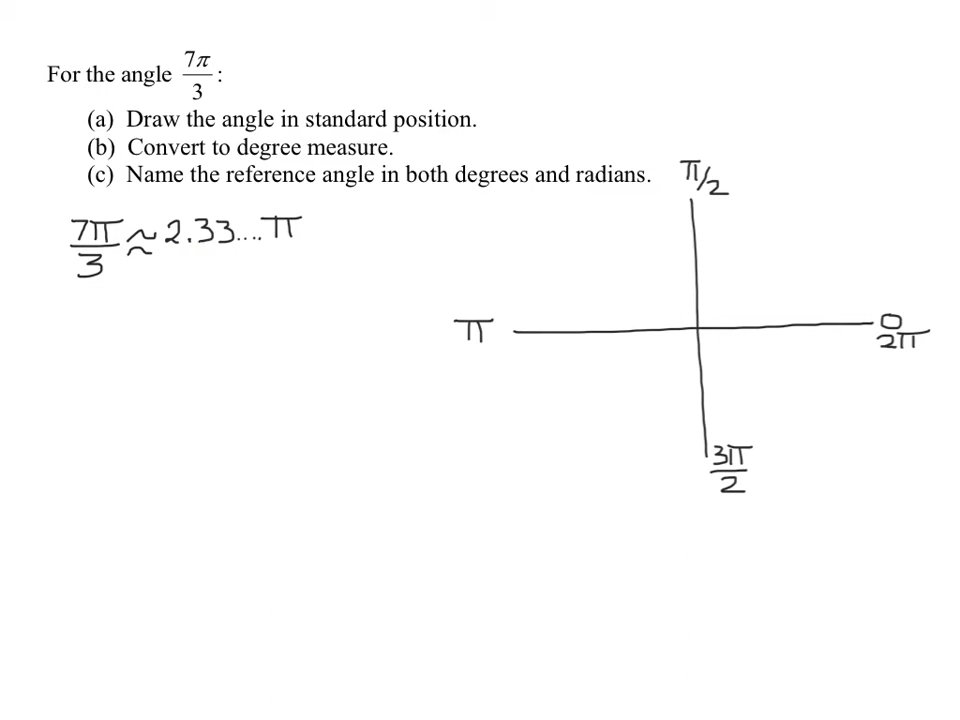 For the angle 7π/3 :
(a) Draw the angle in standard position.
(b) Convert to degree measure.
(c) Name the reference angle in both degrees and radians.
π/2
7π/3 ≈ 2.33....π
π
0
2π
3π/2